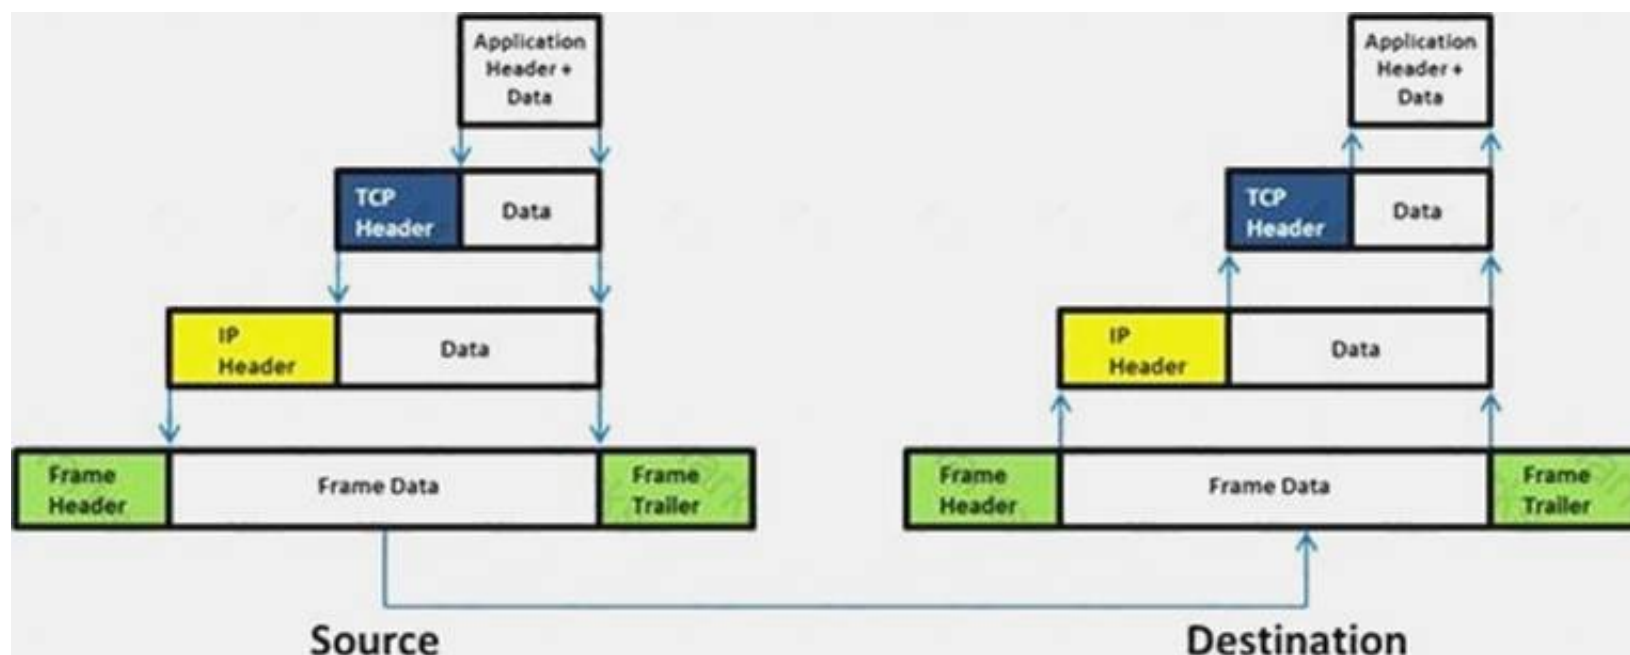 Application
Header +
Data
Application
Header +
Data
TCP
Header
Data
TCP
Header
Data
IP
Header
Data
IP
Header
Data
Frame
Header
Frame Data
Frame
Trailer
Frame
Header
Frame Data
Frame
Trailer
Source
Destination